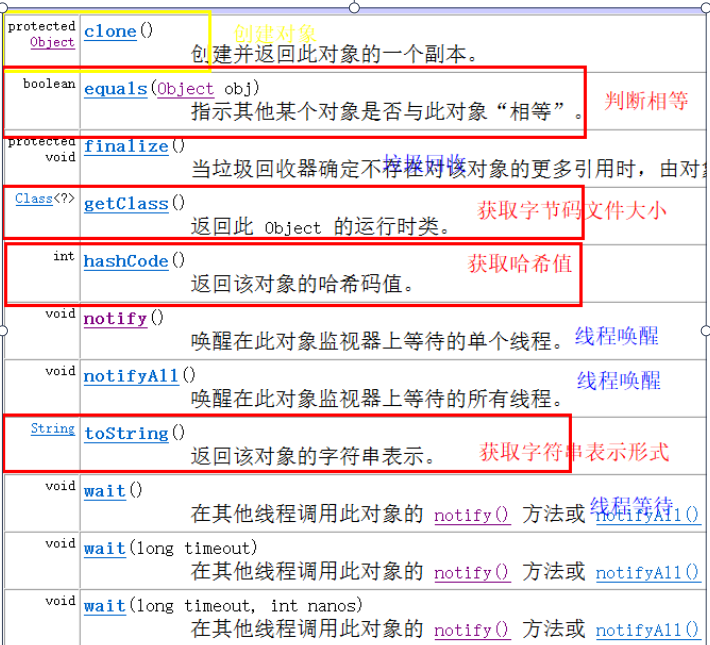 protected
Object
clone()
创建对象
创建并返回此对象的一个副本。
boolean
equals(Object obj)
指示其他某个对象是否与此对象“相等”。
判断相等
protected
void
finalize()
垃圾回收
当垃圾回收器确定不存在对该对象的更多引用时，由对象
Class<?>
getClass()
返回此 Object 的运行时类。
获取字节码文件大小
int
hashCode()
返回该对象的哈希码值。
获取哈希值
void
notify()
唤醒在此对象监视器上等待的单个线程。
线程唤醒
void
notifyAll()
唤醒在此对象监视器上等待的所有线程。
线程唤醒
String
toString()
返回该对象的字符串表示。
获取字符串表示形式
void
wait()
线程等待
在其他线程调用此对象的 notify() 方法或 notifyAll()
void
wait(long timeout)
在其他线程调用此对象的 notify() 方法或 notifyAll()
void
wait(long timeout, int nanos)
在其他线程调用此对象的 notify() 方法或 notifyAll()